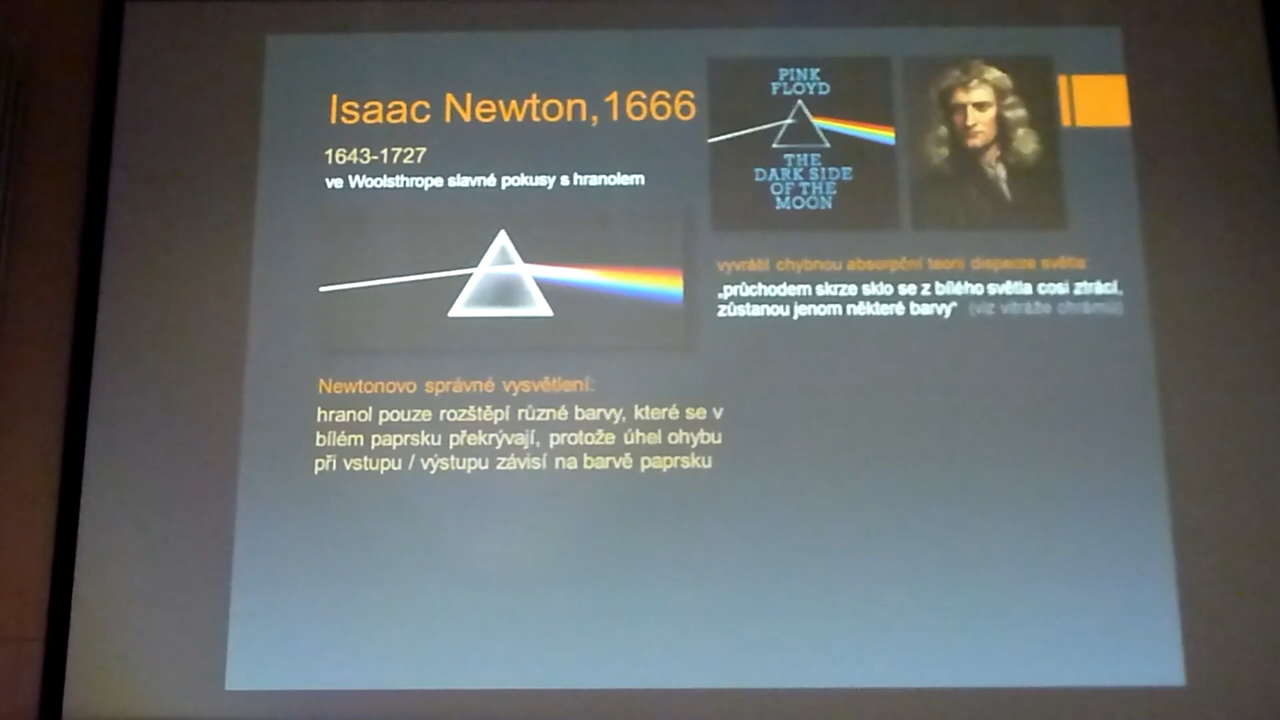 Isaac Newton,1666
1643-1727
ve Woolsthrope slavné pokusy s hranolem
PINK
FLOYD
THE
DARK SIDE
OF THE
MOON
vyvrátil chybnou absorpční teorii disperze světla
„průchodem skrze sklo se z bílého světla cosi ztrácí,
zůstanou jenom některé barvy“ (viz vitráže chrámů)
Newtonovo správné vysvětlení:
hranol pouze rozštěpí různé barvy, které se v
bílém paprsku překrývají, protože úhel ohybu
při vstupu / výstupu závisí na barvě paprsku